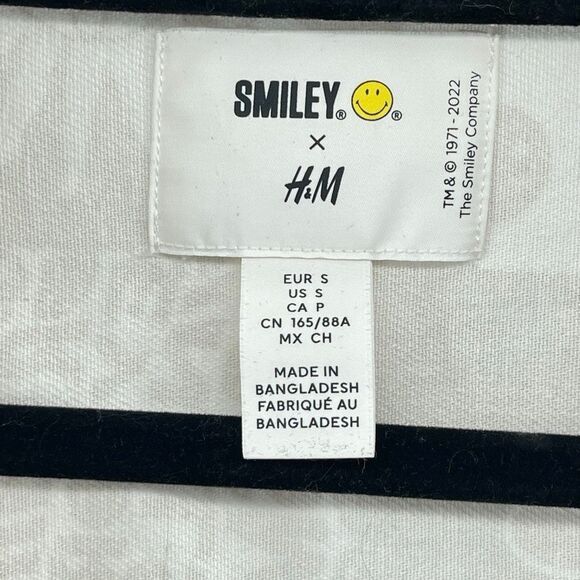 SMILEY® ®
×
H&M
TM & © 1971 - 2022
The Smiley Company
EUR S
US S
CA P
CN 165/88A
MX CH
MADE IN
BANGLADESH
FABRIQUÉ AU
BANGLADESH